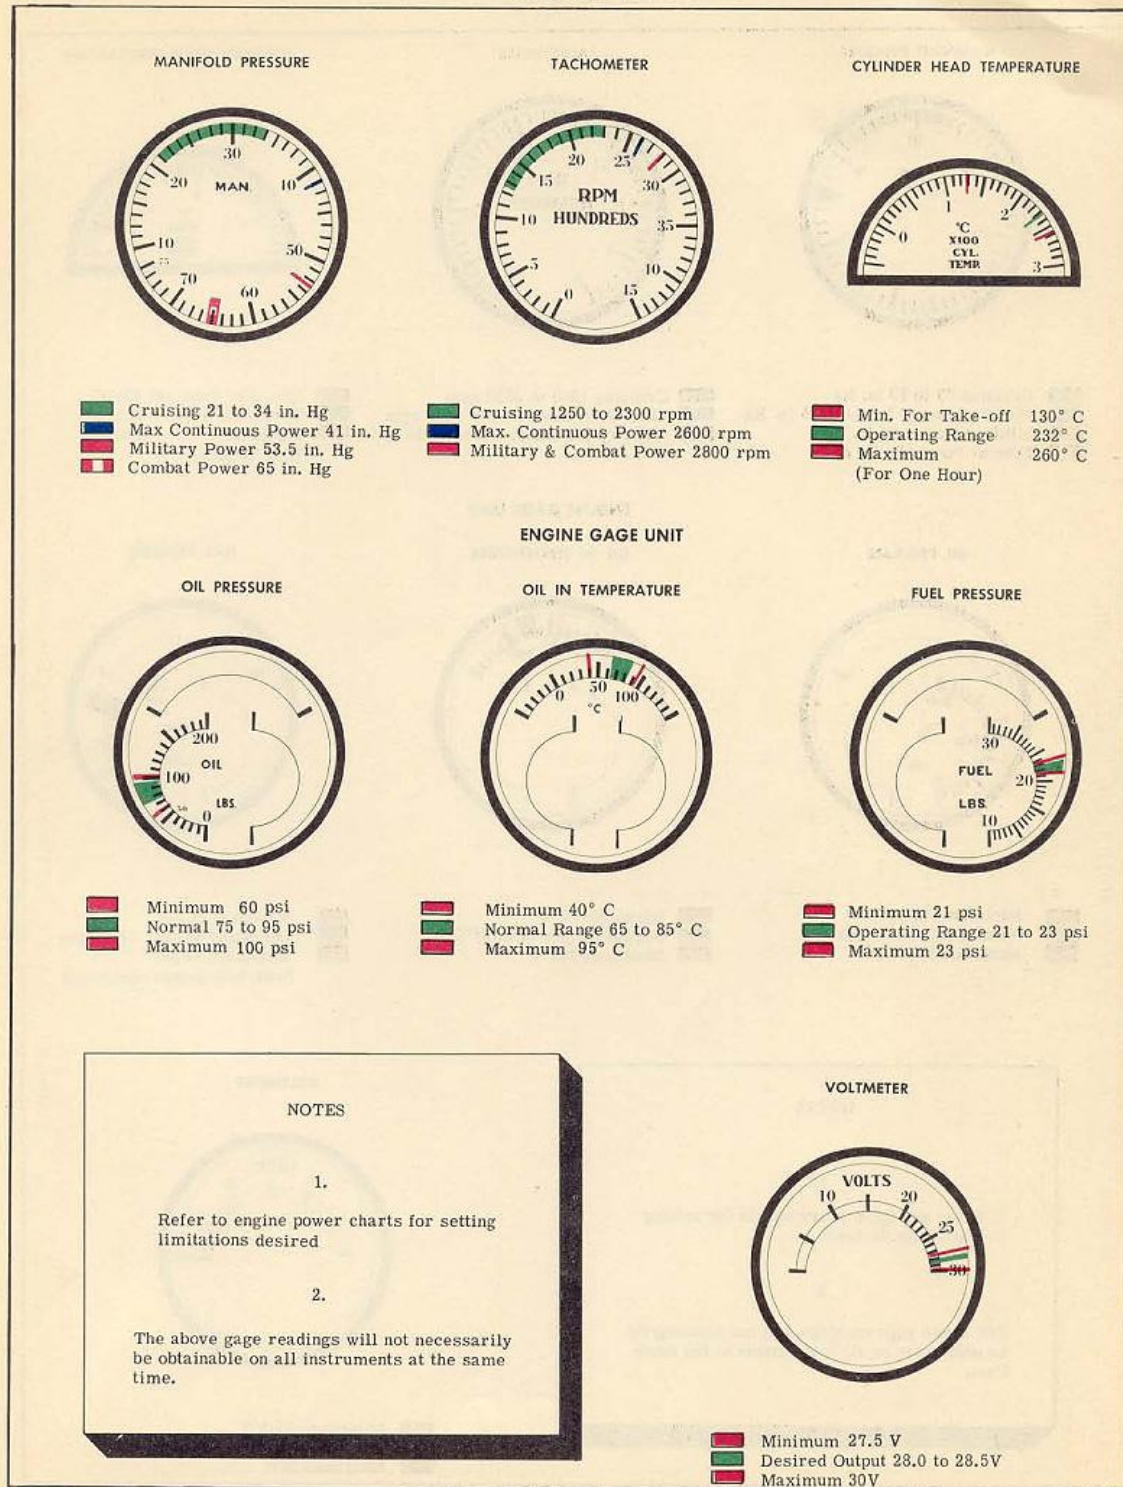 MANIFOLD PRESSURE
30
20
40
MAN.
10
75
50
70
60
Cruising 21 to 34 in. Hg
Max Continuous Power 41 in. Hg
Military Power 53.5 in. Hg
Combat Power 65 in. Hg
TACHOMETER
20
25
15
30
RPM
HUNDREDS
10
35
5
40
0
45
Cruising 1250 to 2300 rpm
Max. Continuous Power 2600 rpm
Military & Combat Power 2800 rpm
CYLINDER HEAD TEMPERATURE
1
2
0
°C
X100
CYL.
TEMP.
3
Min. For Take-off 130° C
Operating Range 232° C
Maximum 260° C
(For One Hour)
ENGINE GAGE UNIT
OIL PRESSURE
200
OIL
100
50
LBS.
0
Minimum 60 psi
Normal 75 to 95 psi
Maximum 100 psi
OIL IN TEMPERATURE
0
50
100
°C
Minimum 40° C
Normal Range 65 to 85° C
Maximum 95° C
FUEL PRESSURE
30
FUEL
20
LBS.
10
Minimum 21 psi
Operating Range 21 to 23 psi
Maximum 23 psi
NOTES
1.
Refer to engine power charts for setting
limitations desired
2.
The above gage readings will not necessarily
be obtainable on all instruments at the same
time.
VOLTMETER
VOLTS
10
20
25
30
Minimum 27.5 V
Desired Output 28.0 to 28.5V
Maximum 30V